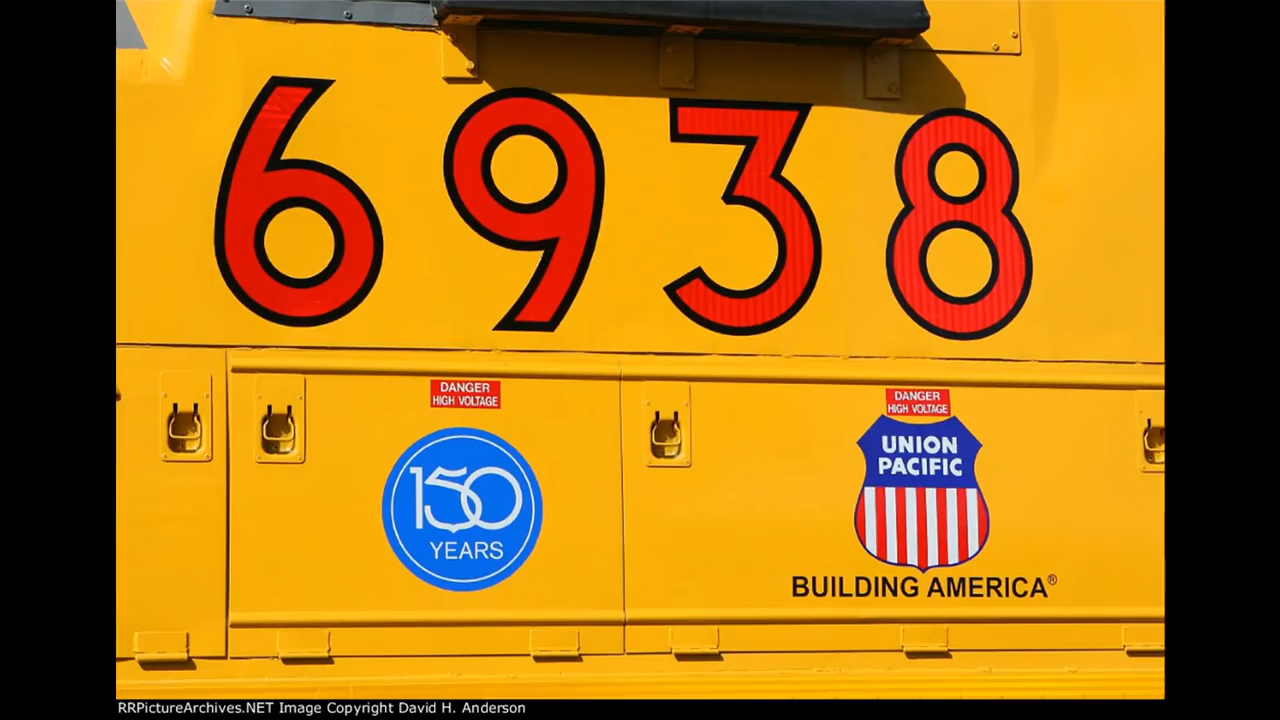 6938
DANGER
HIGH VOLTAGE
DANGER
HIGH VOLTAGE
150
YEARS
UNION
PACIFIC
BUILDING AMERICA®
RRPictureArchives.NET Image Copyright David H. Anderson